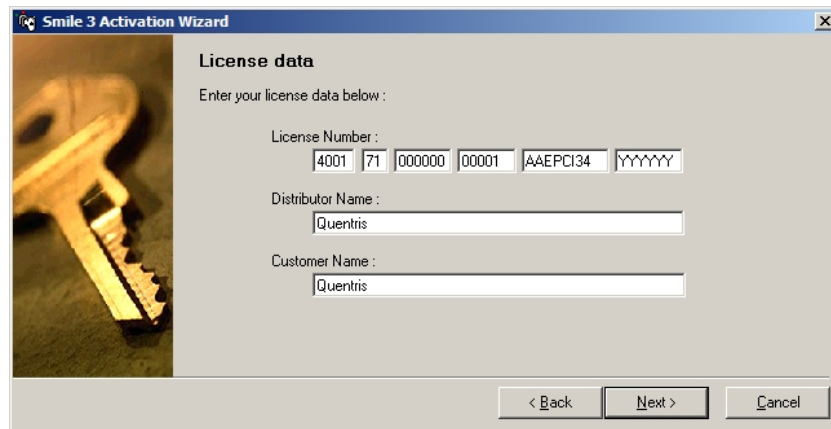 Smile 3 Activation Wizard
License data
Enter your license data below :
License Number :
4001 71 000000 00001 AAEPCI34 YYYYYY
Distributor Name :
Quentris
Customer Name :
Quentris
< Back Next > Cancel